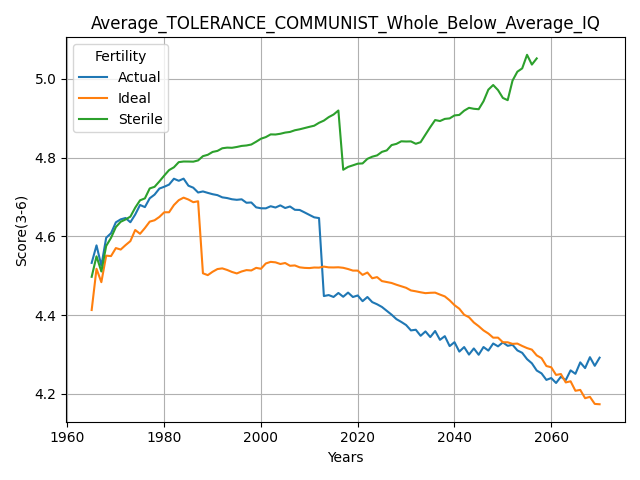 Average_TOLERANCE_COMMUNIST_Whole_Below_Average_IQ
Fertility
Actual
Ideal
Sterile
Score(3-6)
5.0
4.8
4.6
4.4
4.2
1960
1980
2000
2020
2040
2060
Years